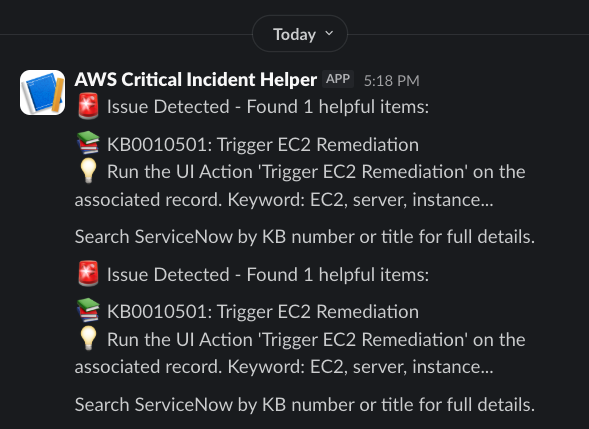 Today
AWS Critical Incident Helper APP 5:18 PM
🚨 Issue Detected - Found 1 helpful items:
📚 KB0010501: Trigger EC2 Remediation
💡 Run the UI Action 'Trigger EC2 Remediation' on the
associated record. Keyword: EC2, server, instance...
Search ServiceNow by KB number or title for full details.
🚨 Issue Detected - Found 1 helpful items:
📚 KB0010501: Trigger EC2 Remediation
💡 Run the UI Action 'Trigger EC2 Remediation' on the
associated record. Keyword: EC2, server, instance...
Search ServiceNow by KB number or title for full details.